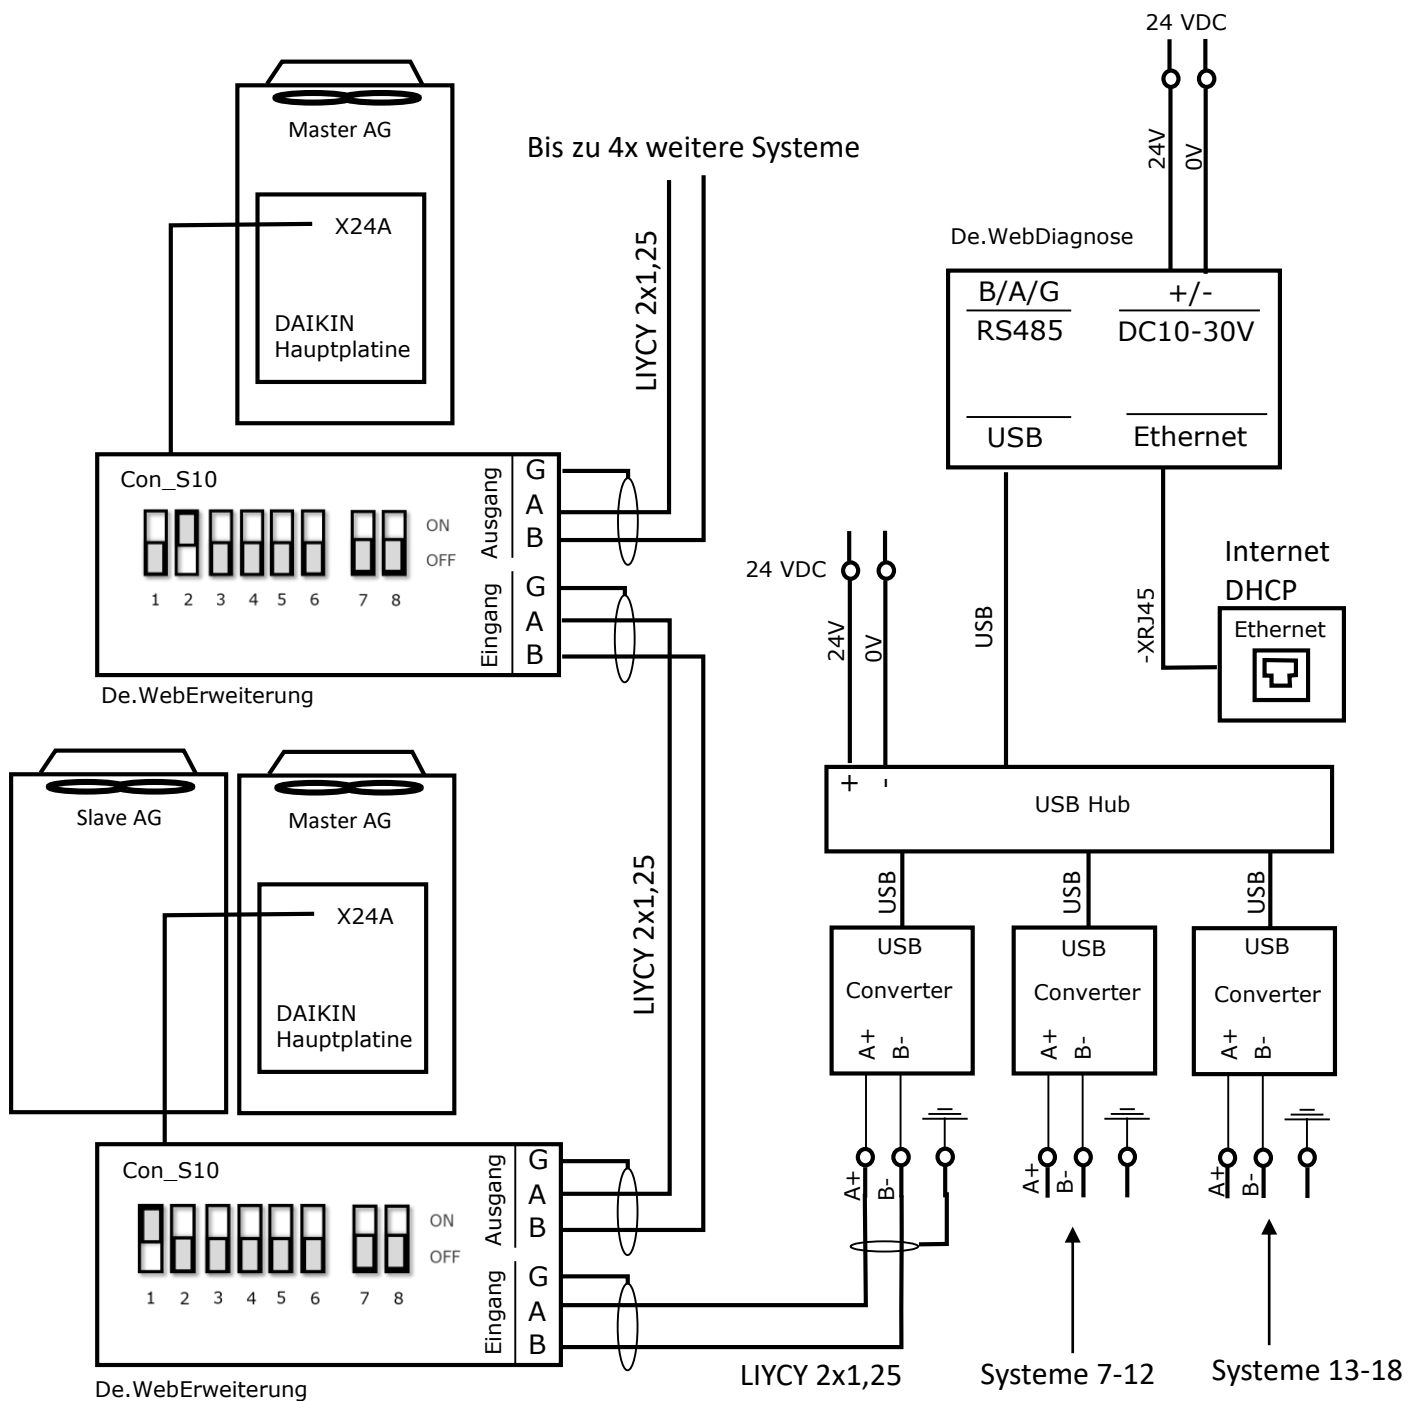 24 VDC
24V
0V
Master AG
X24A
DAIKIN
Hauptplatine
Bis zu 4x weitere Systeme
LIYCY 2x1,25
De.WebDiagnose
B/A/G
RS485
+/-
DC10-30V
USB
Ethernet
Con_S10
ON
OFF
1 2 3 4 5 6 7 8
Ausgang
G
A
B
Eingang
G
A
B
De.WebErweiterung
24 VDC
24V
0V
USB
-XRJ45
Internet
DHCP
Ethernet
+ -
USB Hub
Slave AG
Master AG
X24A
DAIKIN
Hauptplatine
LIYCY 2x1,25
USB
USB
USB
USB
Converter
A+
B-
USB
Converter
A+
B-
USB
Converter
A+
B-
A+
B-
A+
B-
A+
B-
Con_S10
ON
OFF
1 2 3 4 5 6 7 8
Ausgang
G
A
B
Eingang
G
A
B
De.WebErweiterung
LIYCY 2x1,25
Systeme 7-12
Systeme 13-18